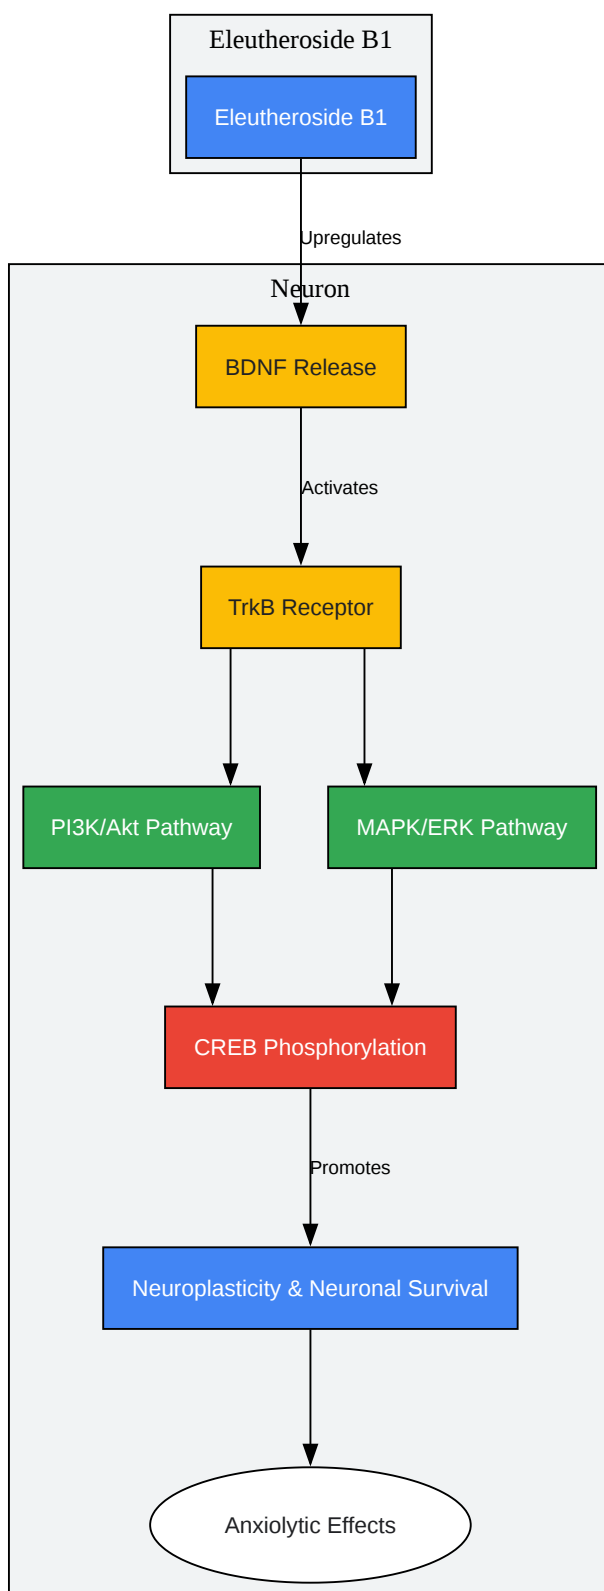 Eleutheroside B1
Eleutheroside B1
Upregulates
Neuron
BDNF Release
Activates
TrkB Receptor
PI3K/Akt Pathway
MAPK/ERK Pathway
CREB Phosphorylation
Promotes
Neuroplasticity & Neuronal Survival
Anxiolytic Effects